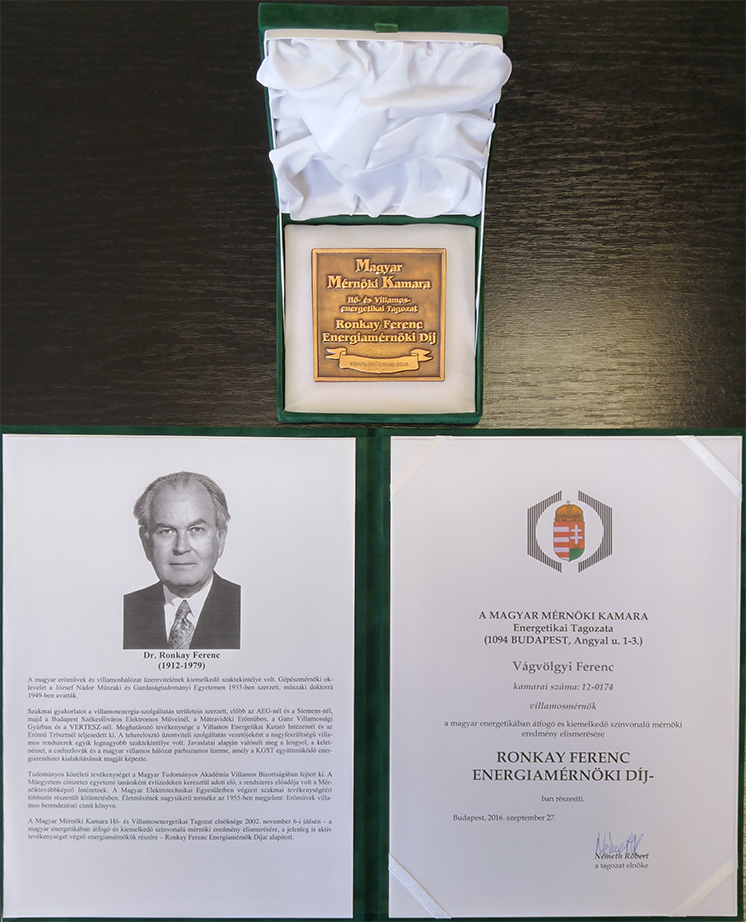 Magyar
Mérnöki Kamara
Hő- és Villamos-
energetikai Tagozat
Ronkay Ferenc
Energiamérnöki Díj
Dr. Ronkay Ferenc
(1912-1979)
A magyar erőművek és villamoshálózat üzemvitelének kiemelkedő szaktekintélye volt. Gépészmérnöki ok-
levelet a József Nádor Műszaki és Gazdaságtudományi Egyetemen 1935-ben szerzett, műszaki doktorrá
1949-ben avatták.
Szakmai gyakorlatot a villamosenergia-szolgáltatás területein szerzett, előbb az AEG-nél és a Siemens-nél,
majd a Budapest Székesfőváros Elektromos Műveinél, a Mátravidéki Erőműben, a Ganz Villamossági
Gyárban és a VERTESZ-nél. Meghatározó tevékenysége a Villamos Energetikai Kutató Intézetnél és az
Erőmű Trösztnél teljesedett ki. A teherelosztó üzemviteli szolgálata vezetőjeként a nagyfeszültségű villa-
mos rendszerek egyik legnagyobb szaktekintélye volt. Javaslatai alapján valósult meg a lengyel, a kelet-
német, a csehszlovák és a magyar villamos hálózat párhuzamos üzeme, amely a KGST együttműködő ener-
giarendszer kialakításának magját képezte.
Tudományos közéleti tevékenységét a Magyar Tudományos Akadémia Villamos Bizottságában fejtett ki. A
Műegyetem címzetes egyetemi tanáraként évtizedeken keresztül adott elő, s rendszeres előadója volt a Mér-
nöktovábbképző Intézetnek. A Magyar Elektrotechnikai Egyesületben végzett szakmai tevékenységéért
többször részesült kitüntetésben. Életművének nagysikerű terméke az 1955-ben megjelent: Erőművek villa-
mos berendezései című könyve.
A Magyar Mérnöki Kamara Hő- és Villamosenergetikai Tagozat elnöksége 2002. november 6-i ülésén – a
magyar energetikában átfogó és kiemelkedő színvonalú mérnöki eredmény elismerésére, a jelenleg is aktív
tevékenységet végző energiamérnökök részére – Ronkay Ferenc Energiamérnök Díjat alapított.
A MAGYAR MÉRNÖKI KAMARA
Energetikai Tagozata
(1094 BUDAPEST, Angyal u. 1-3.)
Vágvölgyi Ferenc
kamarai száma: 12-0174
villamosmérnök
a magyar energetikában átfogó és kiemelkedő színvonalú mérnöki
eredmény elismerésére
RONKAY FERENC
ENERGIAMÉRNÖKI DÍJ-
ban részesíti.
Budapest, 2016. szeptember 27.
Németh Róbert
a tagozat elnöke